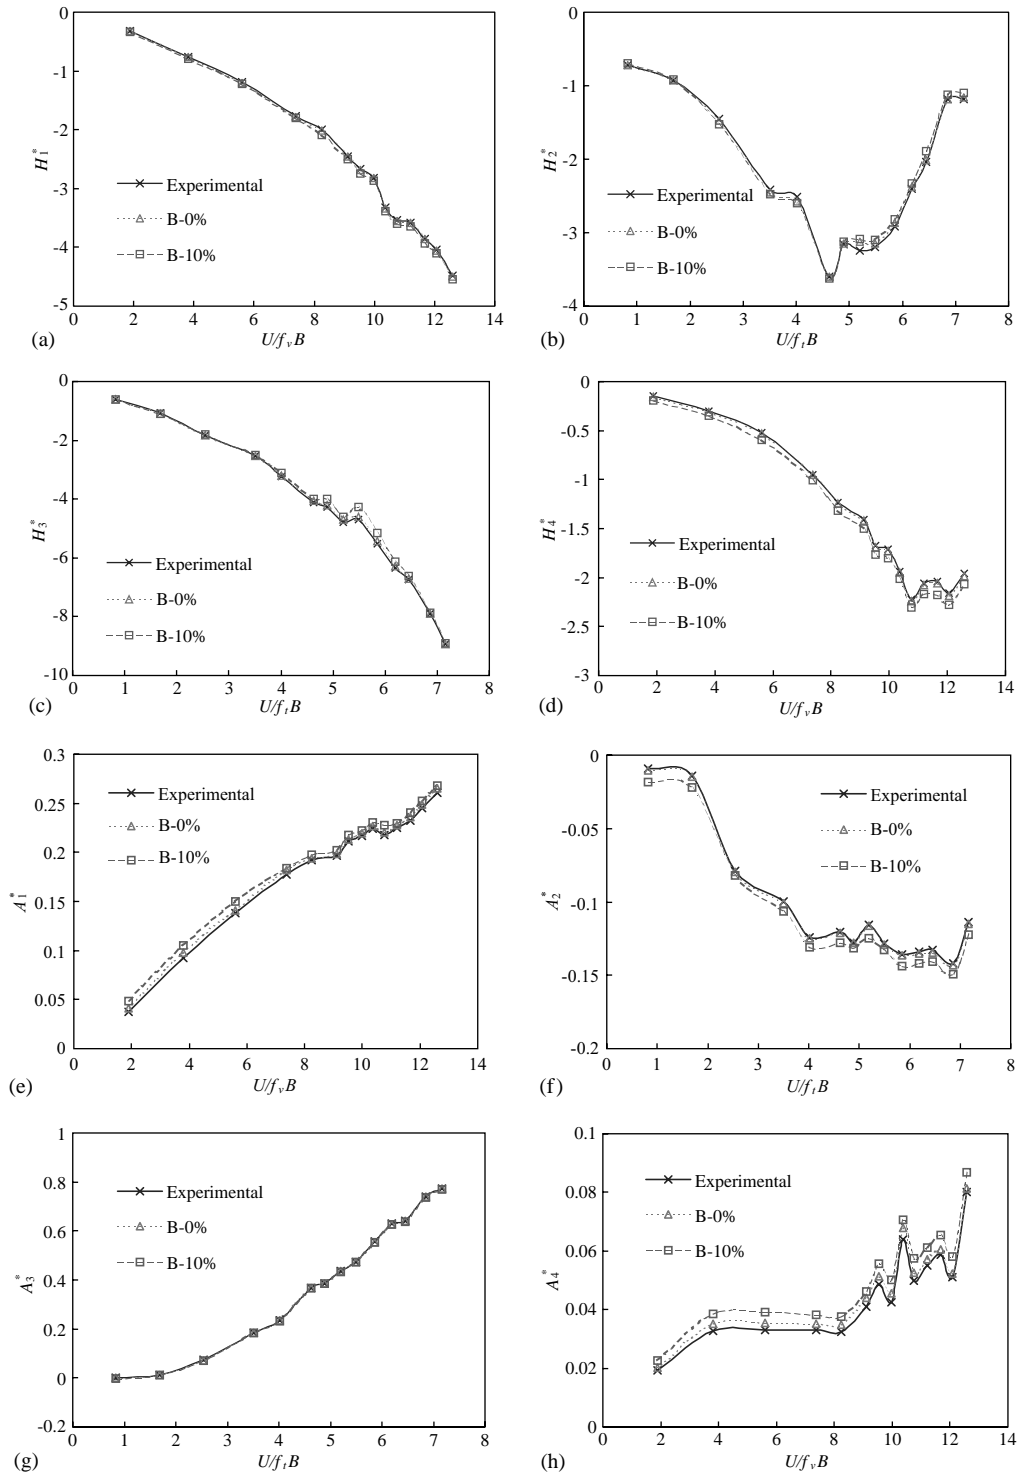 0
-1
-2
-3
-4
-5
H₁*
Experimental
B-0%
B-10%
0 2 4 6 8 10 12 14
U/fᵥB
(a)
0
-1
-2
-3
-4
H₂*
Experimental
B-0%
B-10%
0 1 2 3 4 5 6 7 8
U/fₜB
(b)
0
-2
-4
-6
-8
-10
H₃*
Experimental
B-0%
B-10%
0 1 2 3 4 5 6 7 8
U/fₜB
(c)
0
-0.5
-1
-1.5
-2
-2.5
-3
H₄*
Experimental
B-0%
B-10%
0 2 4 6 8 10 12 14
U/fᵥB
(d)
0.3
0.25
0.2
0.15
0.1
0.05
0
A₁*
Experimental
B-0%
B-10%
0 2 4 6 8 10 12 14
U/fᵥB
(e)
0
-0.05
-0.1
-0.15
-0.2
A₂*
Experimental
B-0%
B-10%
0 1 2 3 4 5 6 7 8
U/fₜB
(f)
1
0.8
0.6
0.4
0.2
0
-0.2
A₃*
Experimental
B-0%
B-10%
0 1 2 3 4 5 6 7 8
U/fₜB
(g)
0.1
0.08
0.06
0.04
0.02
0
A₄*
Experimental
B-0%
B-10%
0 2 4 6 8 10 12 14
U/fᵥB
(h)